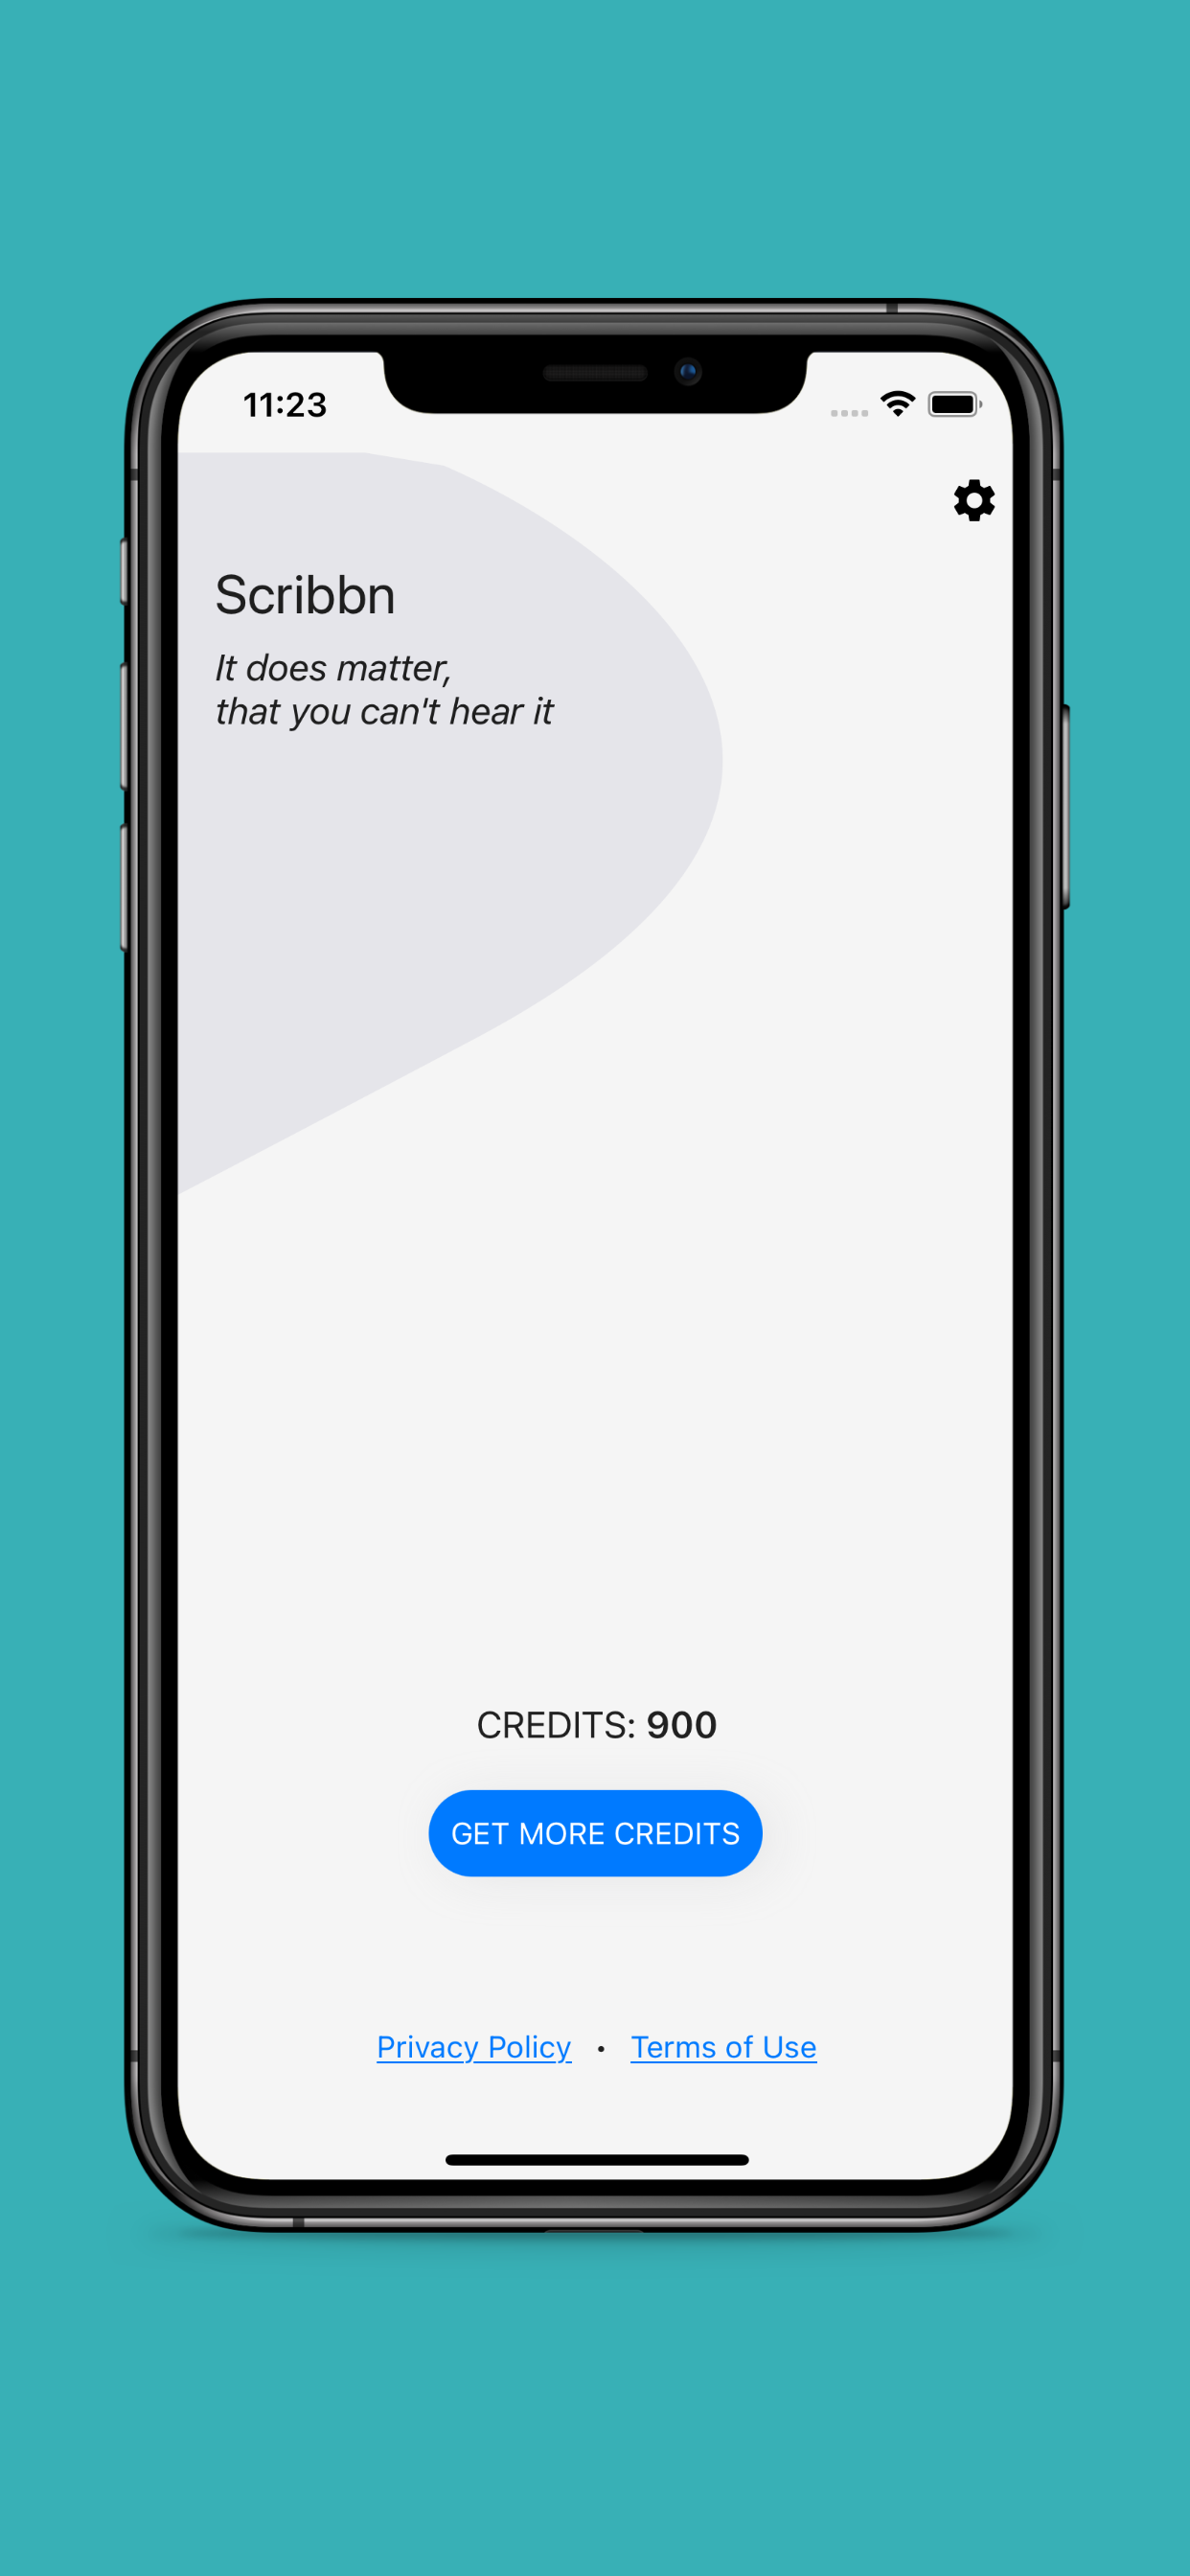 11:23
Scribbn
It does matter,
that you can't hear it
CREDITS: 900
GET MORE CREDITS
Privacy Policy • Terms of Use